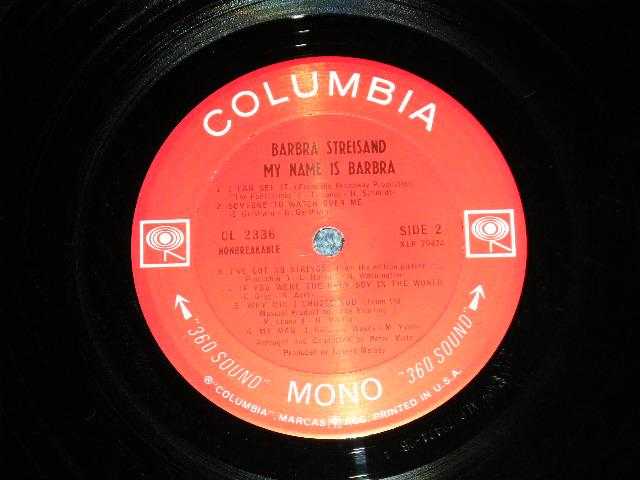 COLUMBIA
BARBRA STREISAND
MY NAME IS BARBRA
1. I CAN SEE IT (From the Broadway Production
"The Fantasticks") T. Jones - H. Schmidt-
2. SOMEONE TO WATCH OVER ME
-I. Gershwin - G. Gershwin-
CL 2336
NONBREAKABLE
SIDE 2
XLP 79474
3. I'VE GOT NO STRINGS (From the motion picture
"Pinocchio") -L. Harline - N. Washington-
4. IF YOU WERE THE ONLY BOY IN THE WORLD
-C. Grey - N. Ayer-
5. WHY DID I CHOOSE YOU (From the
Musical Production "The Yearling")
M. Leonard - H. Martin
6. MY MAN - M. Yvain-
Arranged and Conducted by Peter Matz
Produced by Robert Mersey
"360 SOUND" MONO "360 SOUND"
℗ "COLUMBIA", MARCAS REG. PRINTED IN U.S.A.